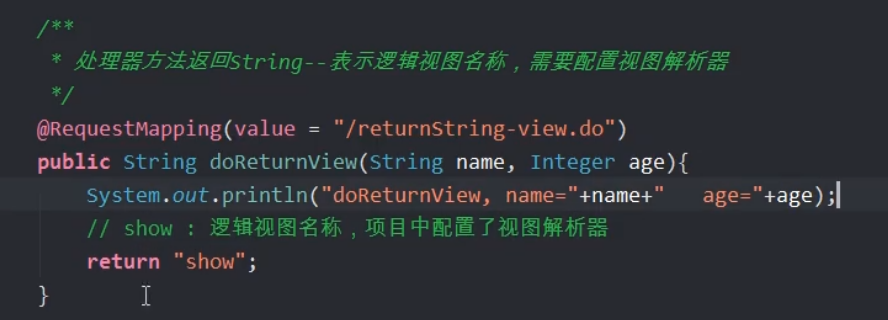 /**
 * 处理器方法返回String--表示逻辑视图名称，需要配置视图解析器
 */
@RequestMapping(value = "/returnString-view.do")
public String doReturnView(String name, Integer age){
    System.out.println("doReturnView, name="+name+"   age="+age);
    // show : 逻辑视图名称，项目中配置了视图解析器
    return "show";
}